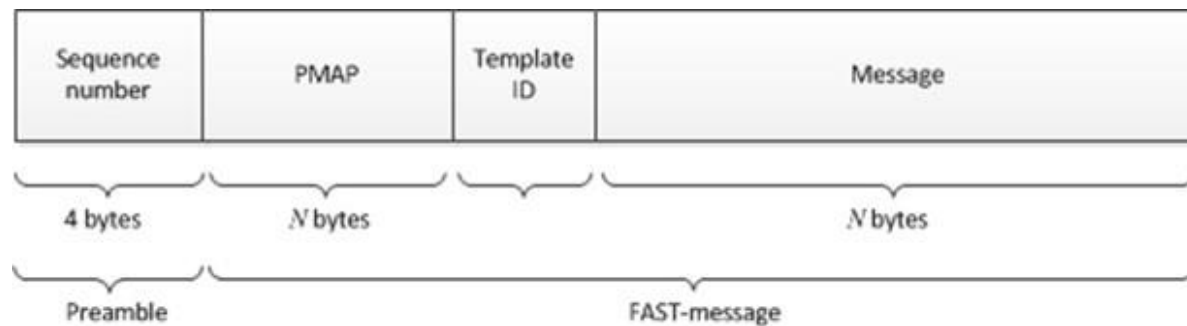 Sequence
number
PMAP
Template
ID
Message
4 bytes
N bytes
N bytes
Preamble
FAST-message